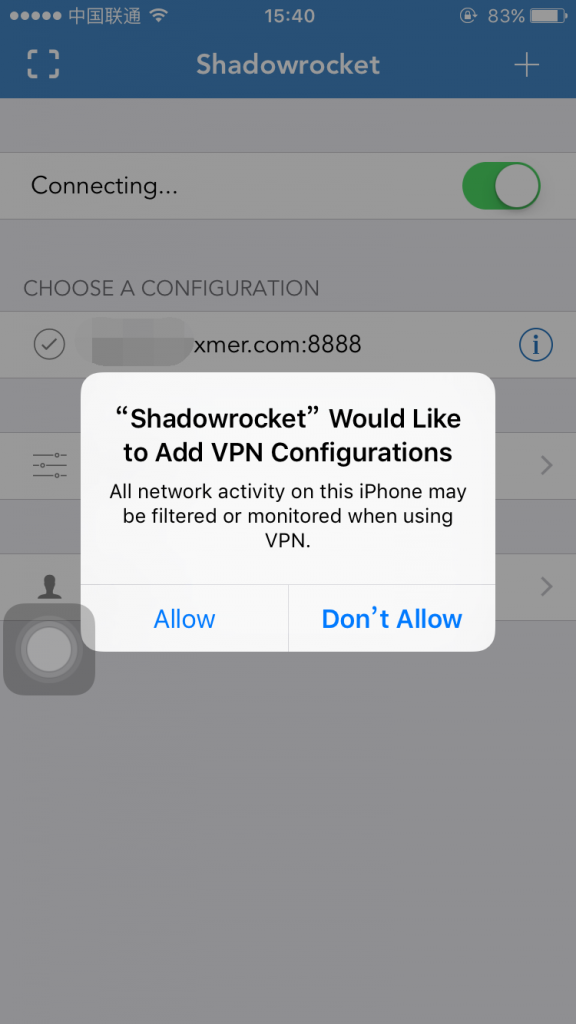 中国联通 15:40 83%
Shadowrocket
Connecting...
CHOOSE A CONFIGURATION
xmer.com:8888
“Shadowrocket” Would Like
to Add VPN Configurations
All network activity on this iPhone may
be filtered or monitored when using
VPN.
Allow Don’t Allow